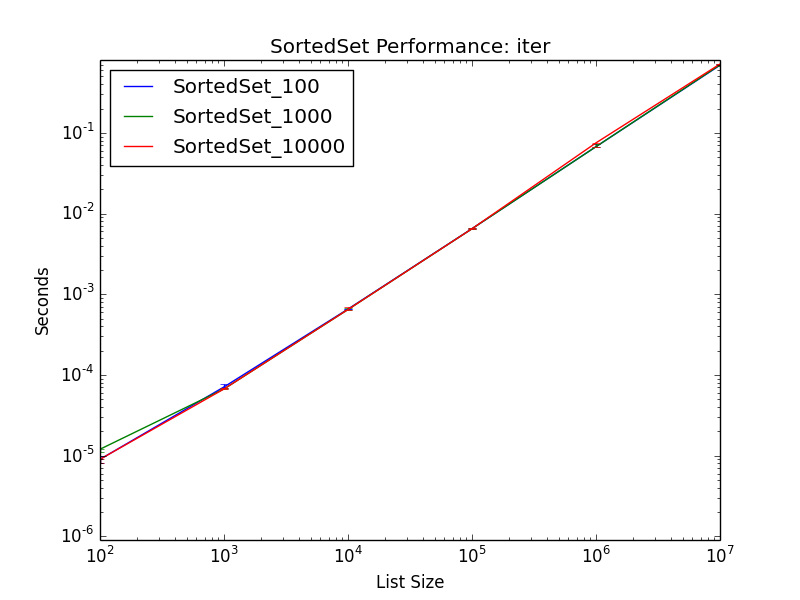 SortedSet Performance: iter
SortedSet_100
SortedSet_1000
SortedSet_10000
10^-1
10^-2
10^-3
10^-4
10^-5
10^-6
Seconds
10^2 10^3 10^4 10^5 10^6 10^7
List Size